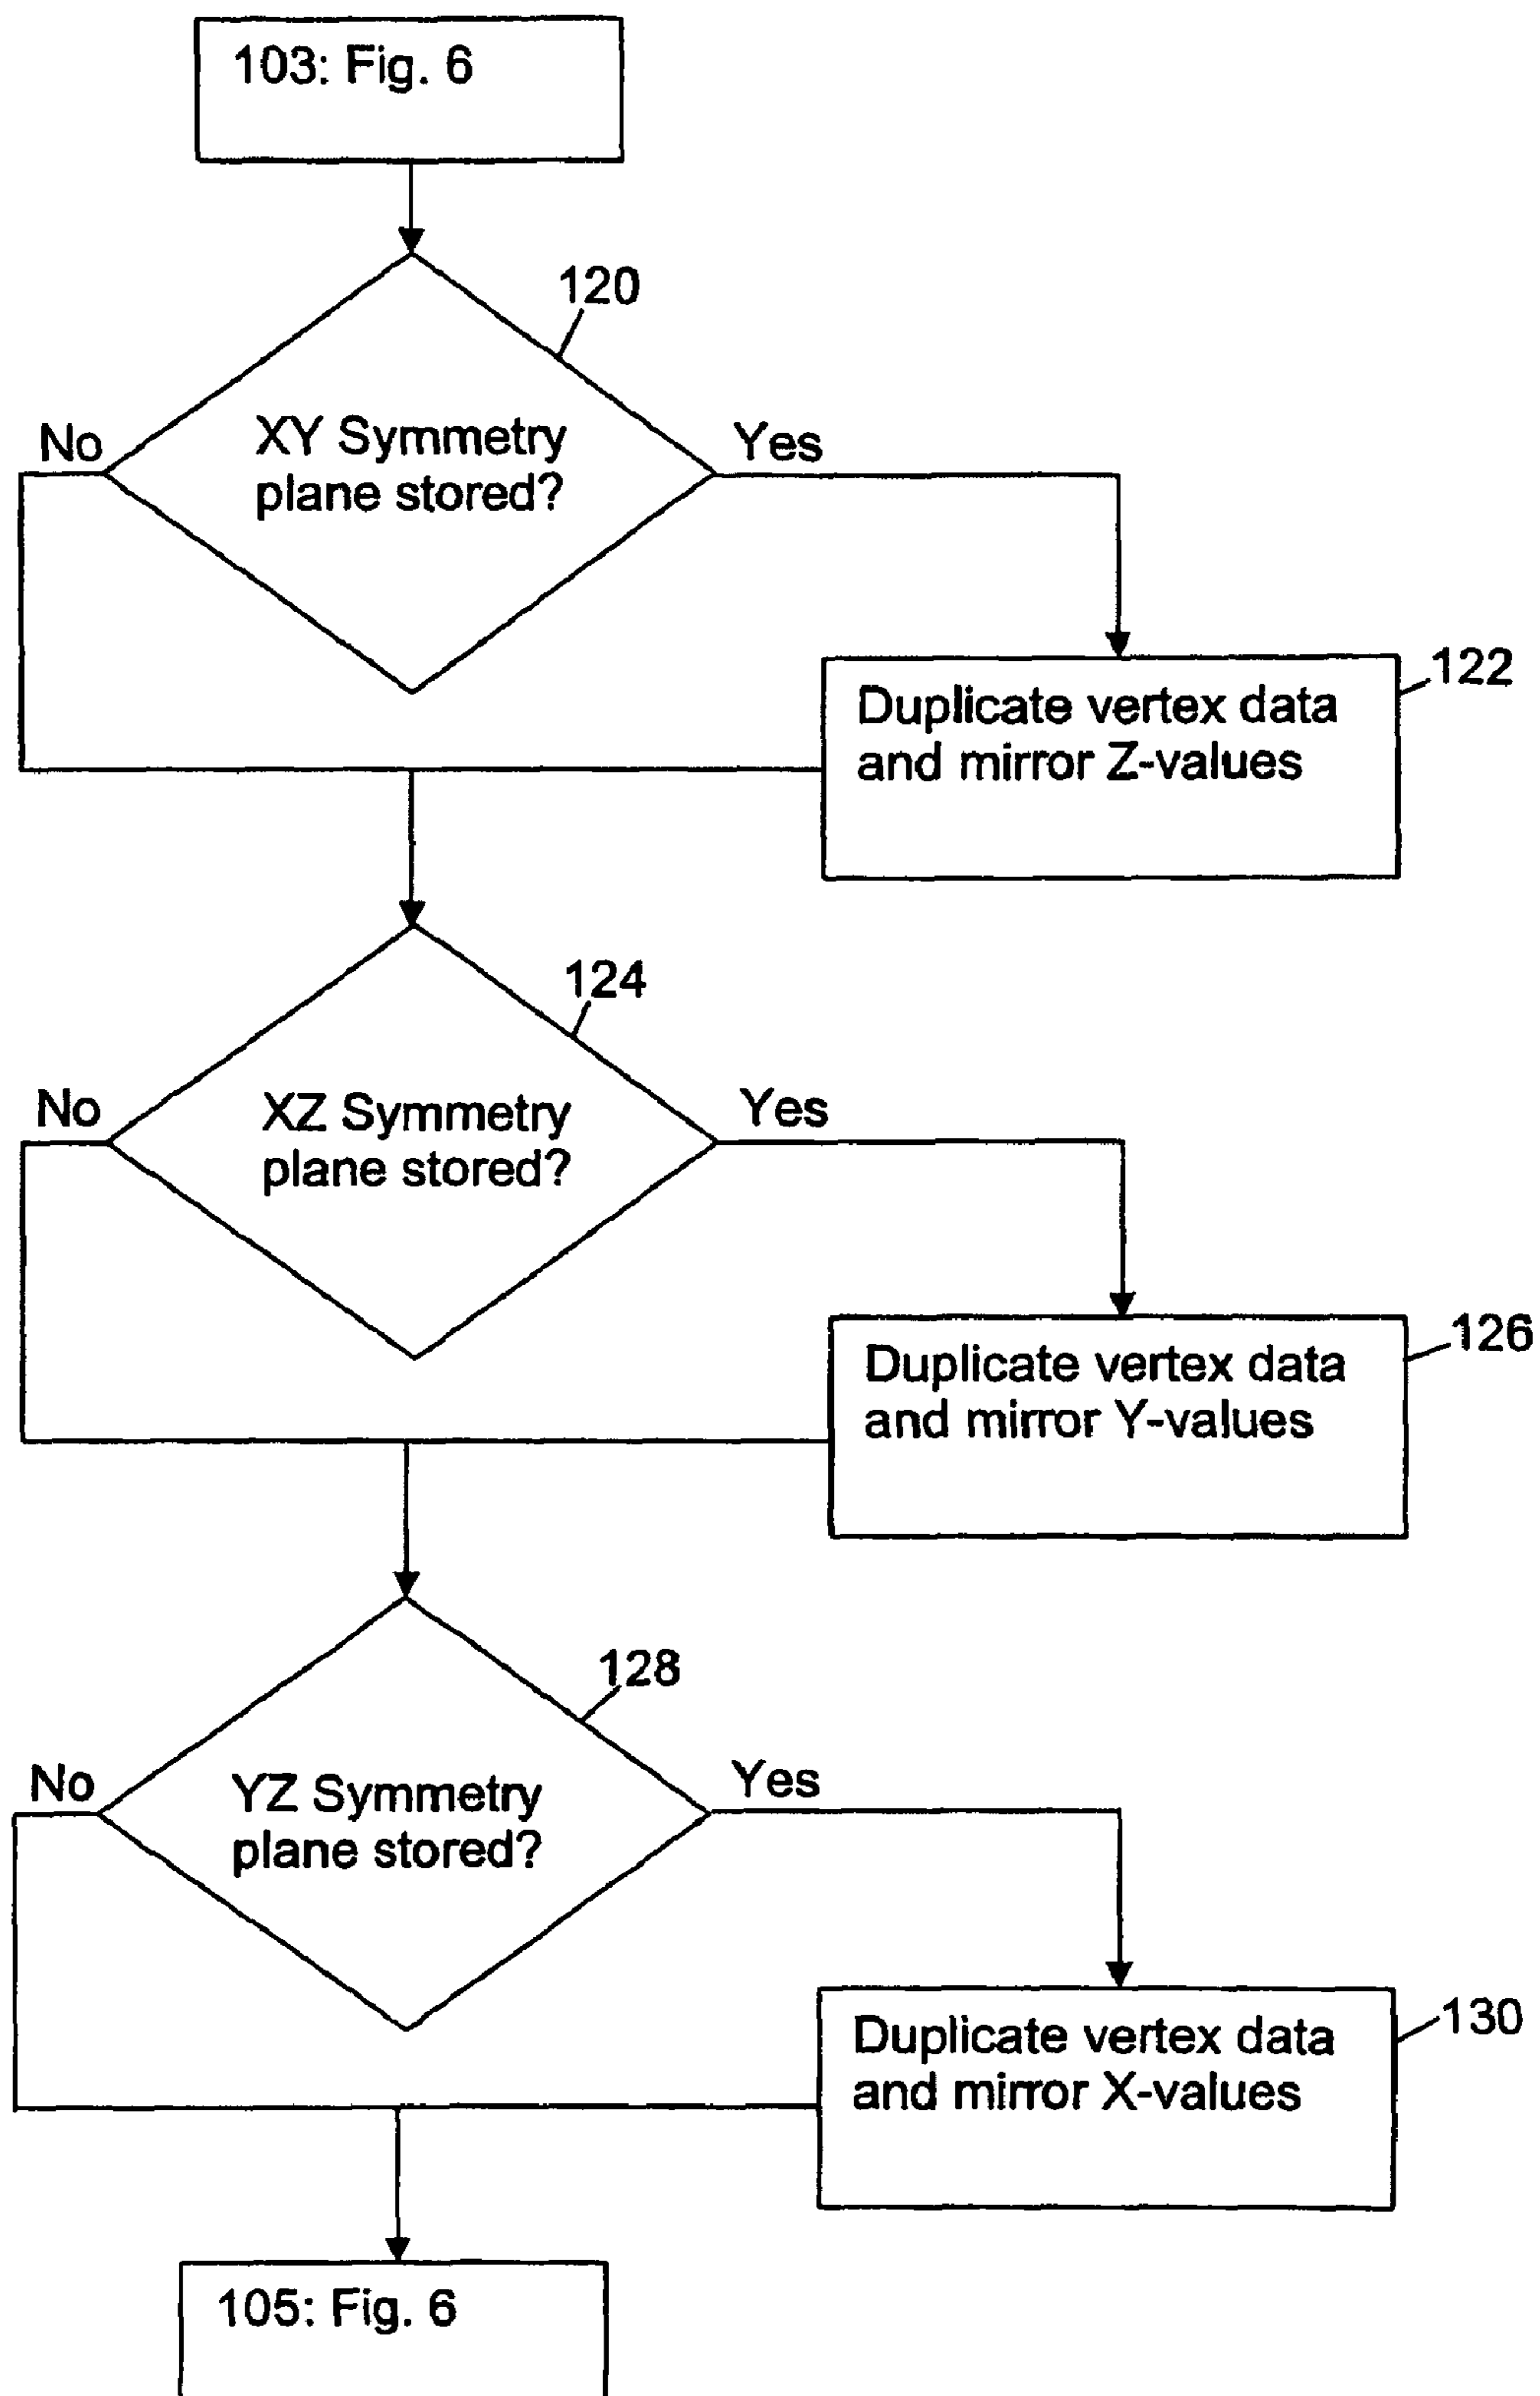 103: Fig. 6
120
No
XY Symmetry
plane stored?
Yes
122
Duplicate vertex data
and mirror Z-values
124
No
XZ Symmetry
plane stored?
Yes
126
Duplicate vertex data
and mirror Y-values
128
No
YZ Symmetry
plane stored?
Yes
130
Duplicate vertex data
and mirror X-values
105: Fig. 6